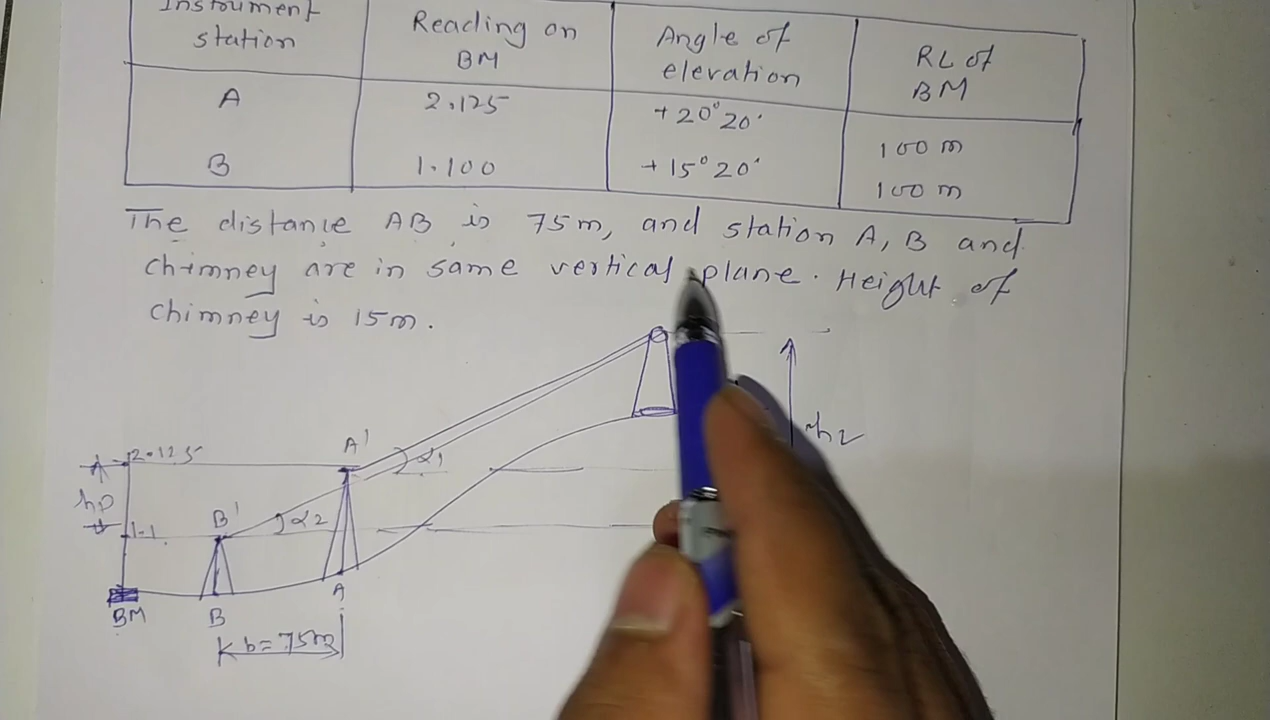 Instrument station
Reading on BM
Angle of elevation
RL of BM
A 2.125 +20°20' 100 m
B 1.100 +15°20' 100 m
The distance AB is 75m, and station A, B and
chimney are in same vertical plane. Height of
chimney is 15m.
2.125
A'
α1
h2
hD
B'
α2
1.1
BM
B
A
b=75m